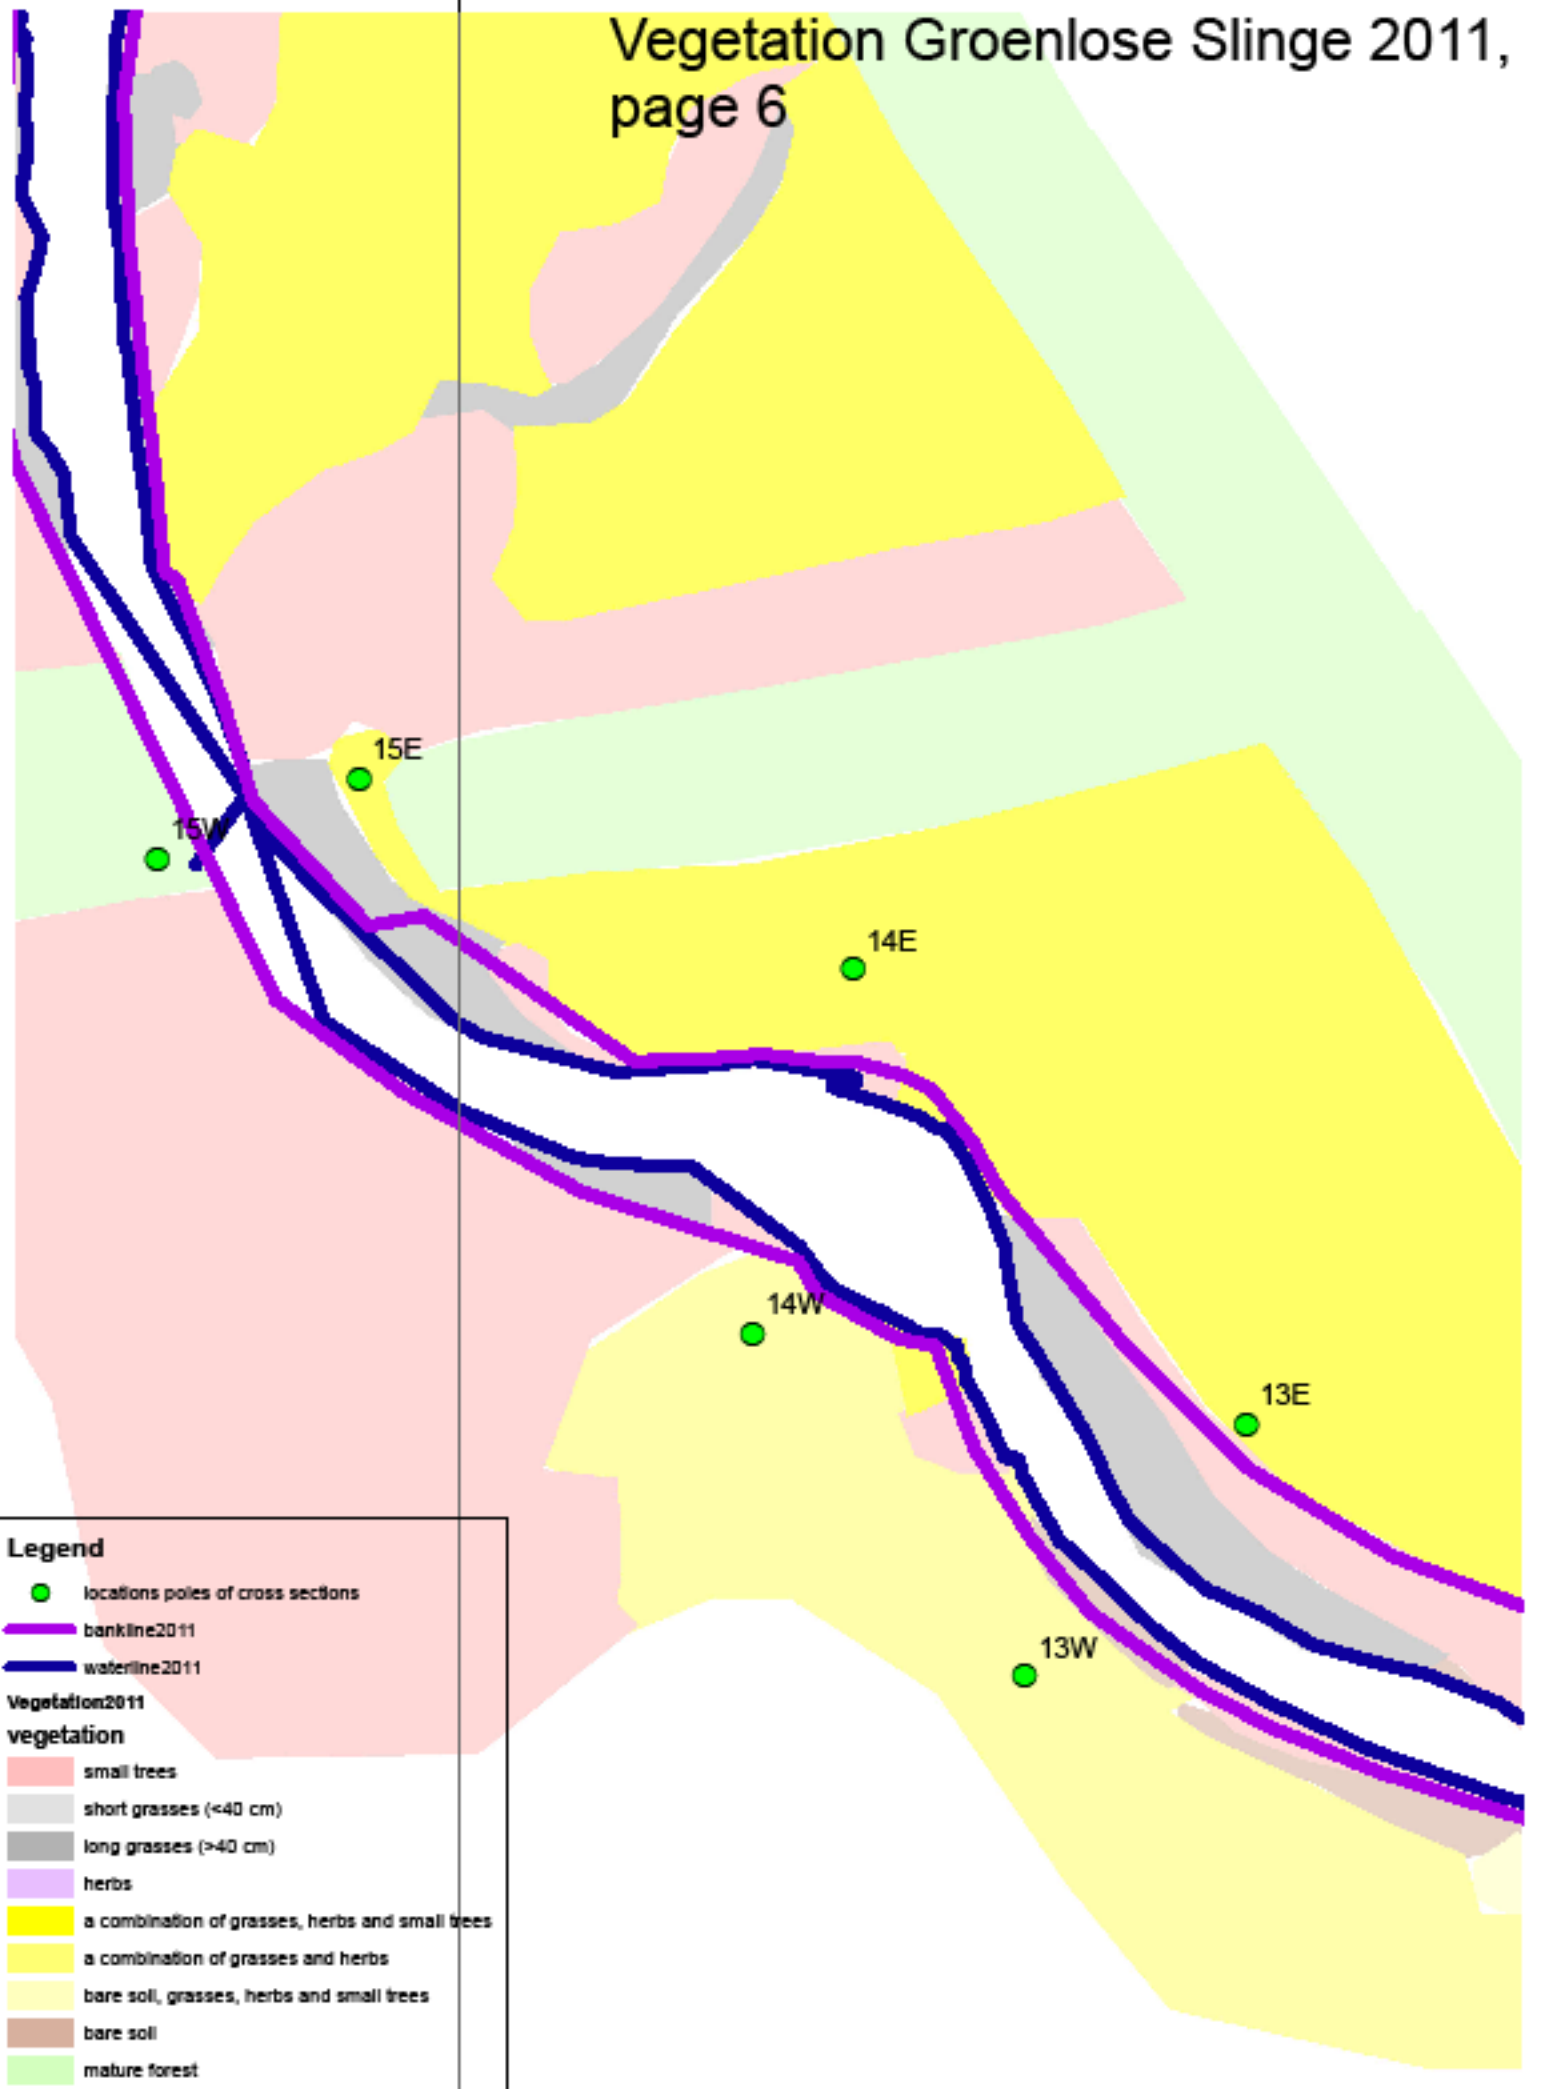 Vegetation Groenlose Slinge 2011,
page 6
15E
15W
14E
14W
13E
13W
Legend
locations poles of cross sections
bankline2011
waterline2011
Vegetation2011
vegetation
small trees
short grasses (<40 cm)
long grasses (>40 cm)
herbs
a combination of grasses, herbs and small trees
a combination of grasses and herbs
bare soil, grasses, herbs and small trees
bare soil
mature forest